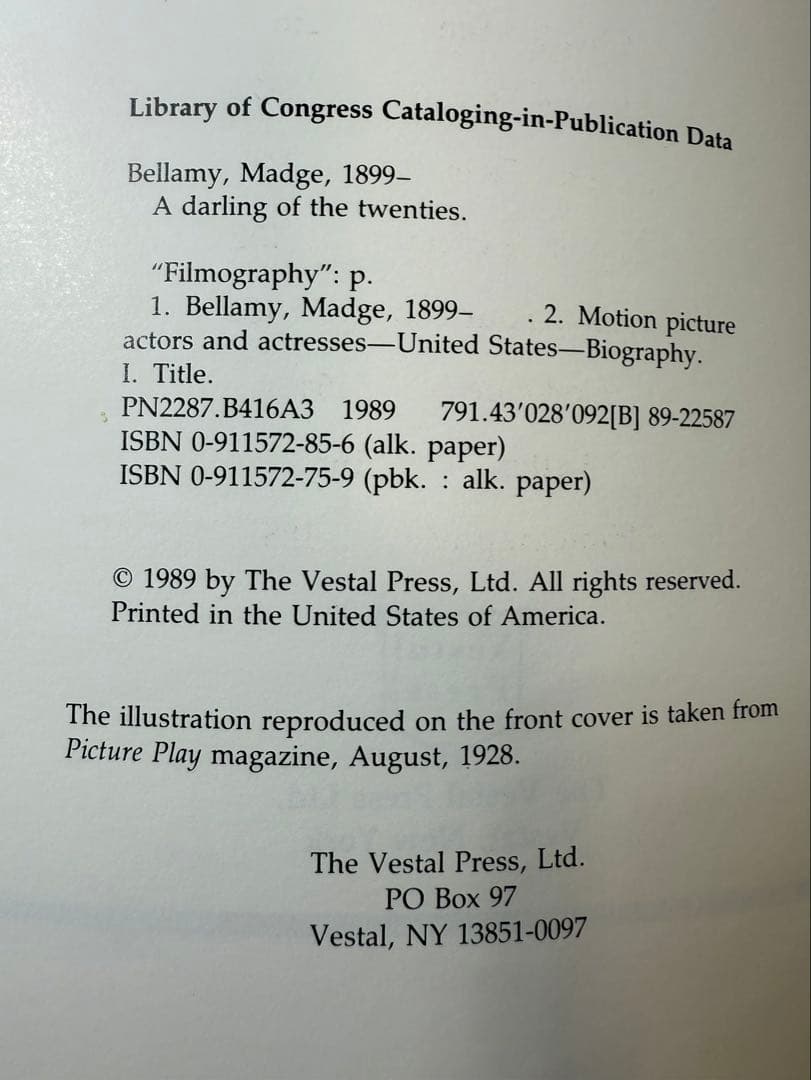 Library of Congress Cataloging-in-Publication Data
Bellamy, Madge, 1899–
A darling of the twenties.
“Filmography”: p.
1. Bellamy, Madge, 1899– . 2. Motion picture
actors and actresses—United States—Biography.
I. Title.
PN2287.B416A3 1989 791.43′028′092[B] 89-22587
ISBN 0-911572-85-6 (alk. paper)
ISBN 0-911572-75-9 (pbk. : alk. paper)
© 1989 by The Vestal Press, Ltd. All rights reserved.
Printed in the United States of America.
The illustration reproduced on the front cover is taken from
Picture Play magazine, August, 1928.
The Vestal Press, Ltd.
PO Box 97
Vestal, NY 13851-0097